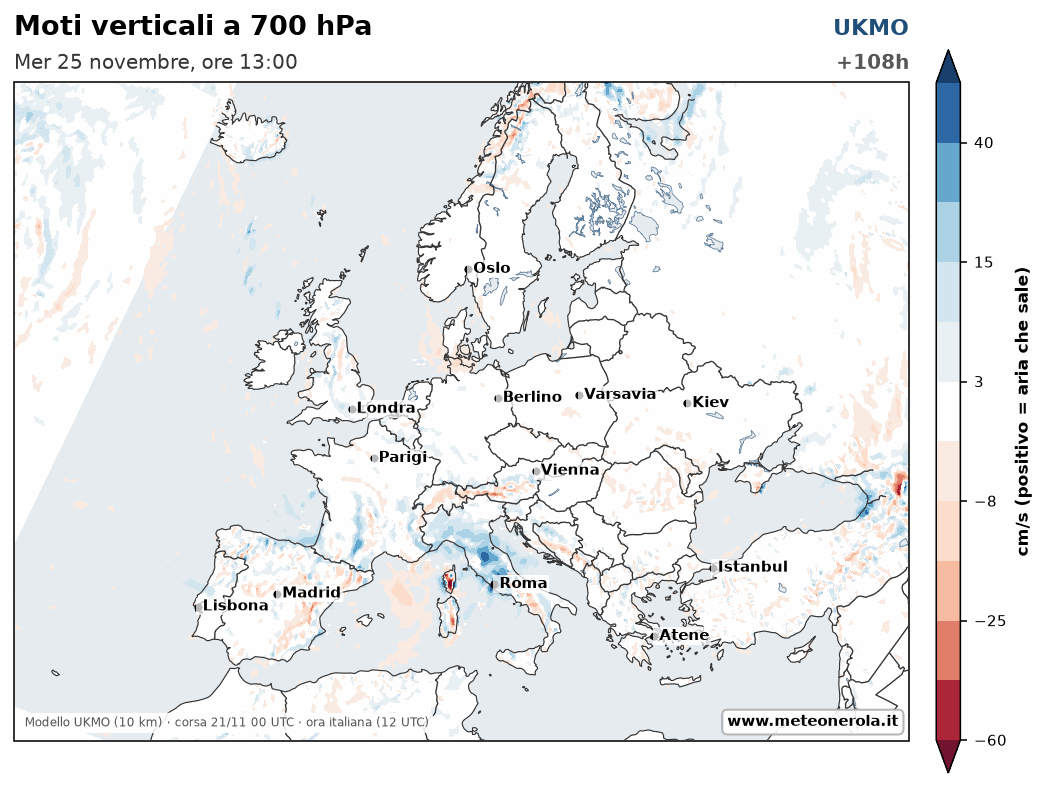 Moti verticali a 700 hPa
UKMO
Mer 25 novembre, ore 13:00
+108h
40
15
3
−8
−25
−60
cm/s (positivo = aria che sale)
Oslo
Londra
Berlino
Varsavia
Kiev
Parigi
Vienna
Madrid
Lisbona
Roma
Istanbul
Atene
Modello UKMO (10 km) · corsa 21/11 00 UTC · ora italiana (12 UTC)
www.meteonerola.it